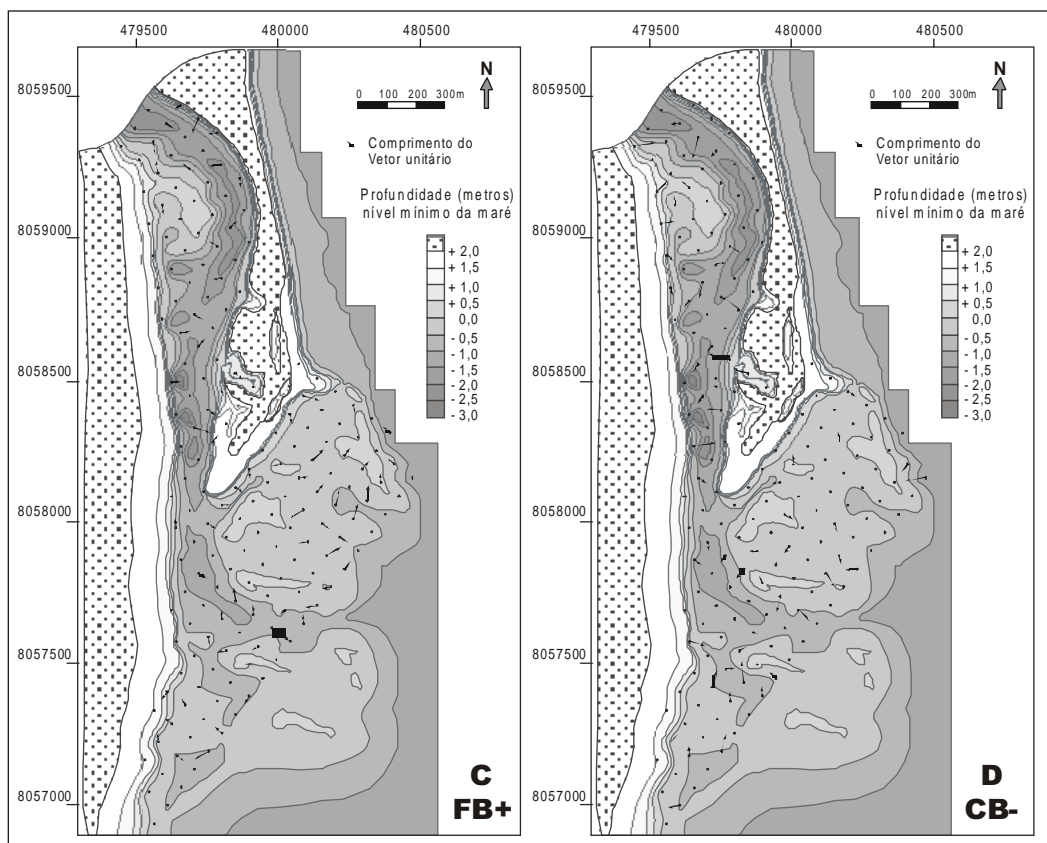 479500 480000 480500
8059500
8059000
8058500
8058000
8057500
8057000
N
0 100 200 300m
Comprimento do
Vetor unitário
Profundidade (metros)
nível mínimo da maré
+ 2,0
+ 1,5
+ 1,0
+ 0,5
0,0
- 0,5
- 1,0
- 1,5
- 2,0
- 2,5
- 3,0
C
FB+
479500 480000 480500
8059500
8059000
8058500
8058000
8057500
8057000
N
0 100 200 300m
Comprimento do
Vetor unitário
Profundidade (metros)
nível mínimo da maré
+ 2,0
+ 1,5
+ 1,0
+ 0,5
0,0
- 0,5
- 1,0
- 1,5
- 2,0
- 2,5
- 3,0
D
CB-